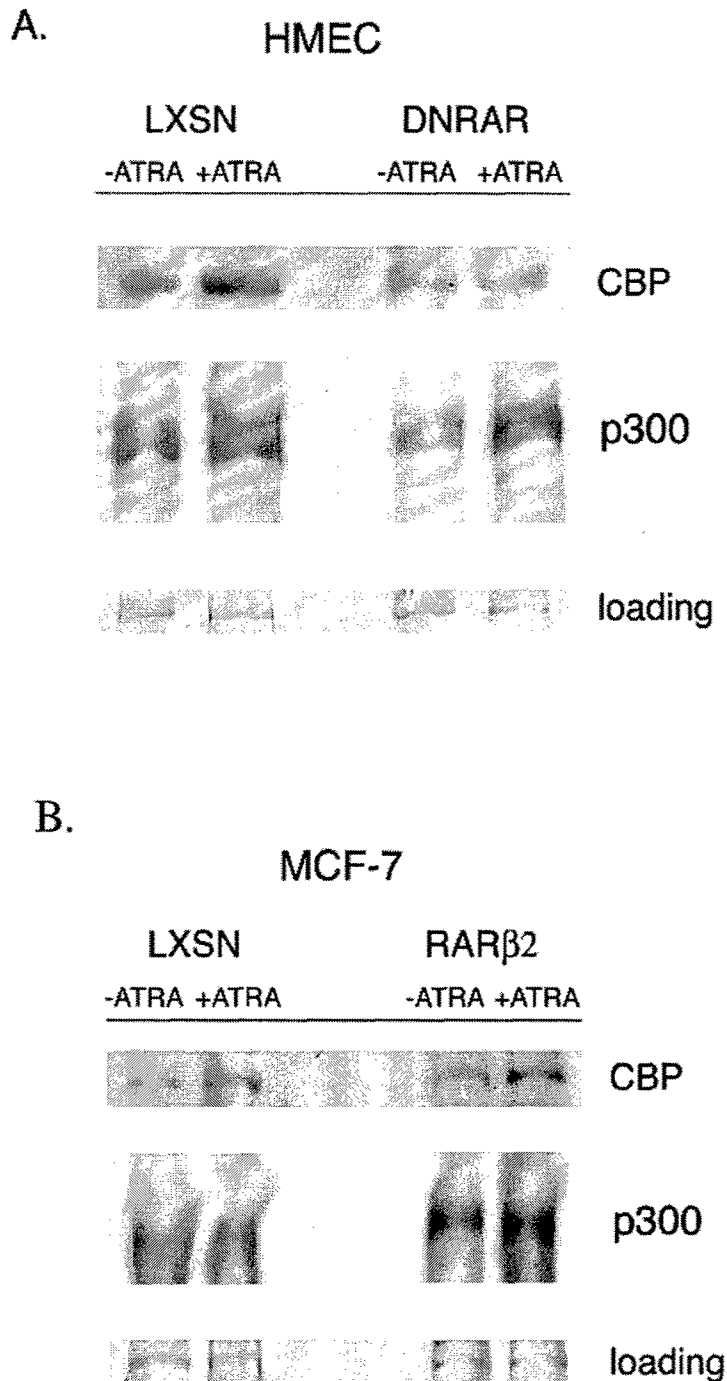 A.
HMEC
LXSN DNRAR
-ATRA +ATRA -ATRA +ATRA
CBP
p300
loading
B.
MCF-7
LXSN RARβ2
-ATRA +ATRA -ATRA +ATRA
CBP
p300
loading